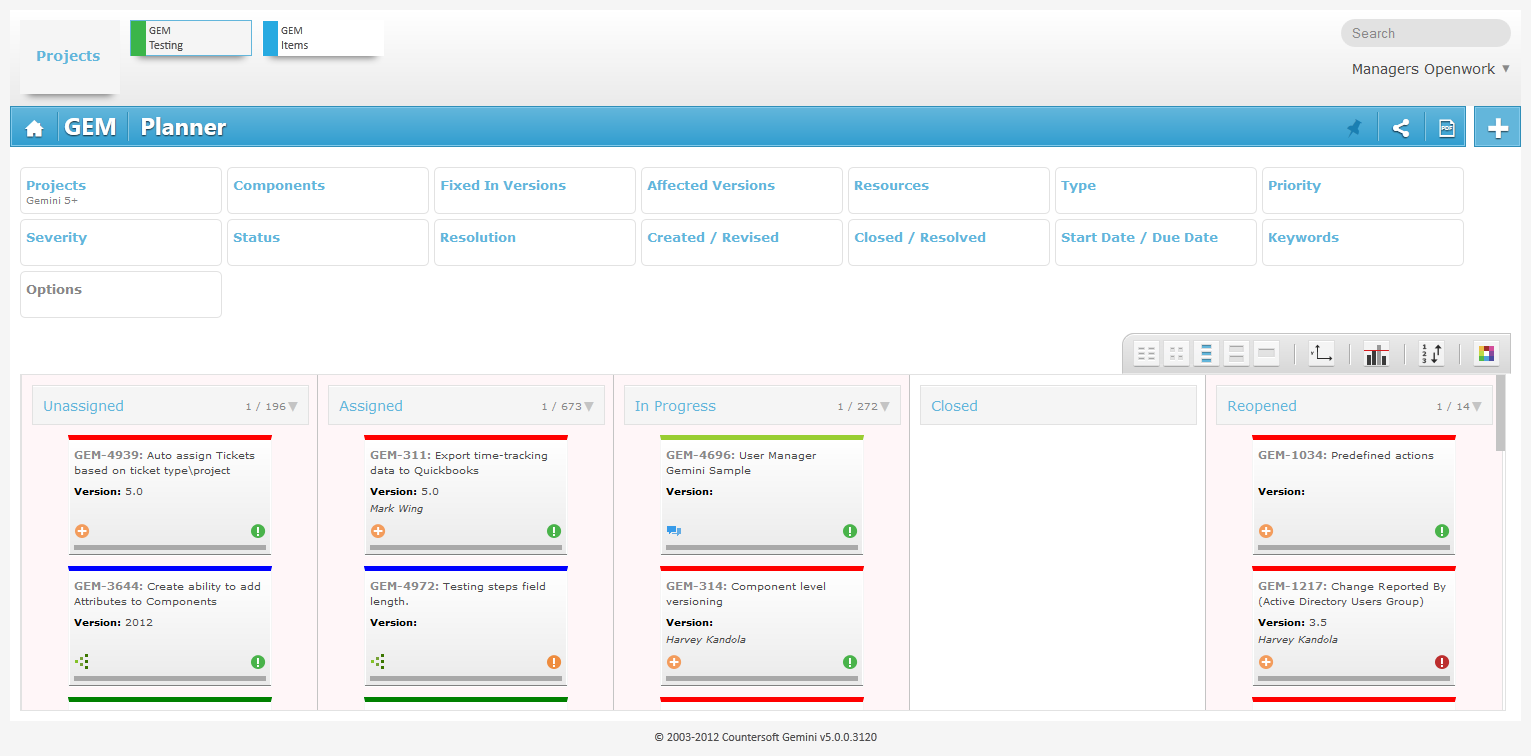 Projects
GEM
Testing
GEM
Items
Search
Managers Openwork
GEM Planner
PDF
Projects
Gemini 5+
Components
Fixed In Versions
Affected Versions
Resources
Type
Priority
Severity
Status
Resolution
Created / Revised
Closed / Resolved
Start Date / Due Date
Keywords
Options
1
2
3
Unassigned 1 / 196
GEM-4939: Auto assign Tickets
based on ticket type\project
Version: 5.0
GEM-3644: Create ability to add
Attributes to Components
Version: 2012
Assigned 1 / 673
GEM-311: Export time-tracking
data to Quickbooks
Version: 5.0
Mark Wing
GEM-4972: Testing steps field
length.
Version:
In Progress 1 / 272
GEM-4696: User Manager
Gemini Sample
Version:
GEM-314: Component level
versioning
Version:
Harvey Kandola
Closed
Reopened 1 / 14
GEM-1034: Predefined actions
Version:
GEM-1217: Change Reported By
(Active Directory Users Group)
Version: 3.5
Harvey Kandola
© 2003-2012 Countersoft Gemini v5.0.0.3120